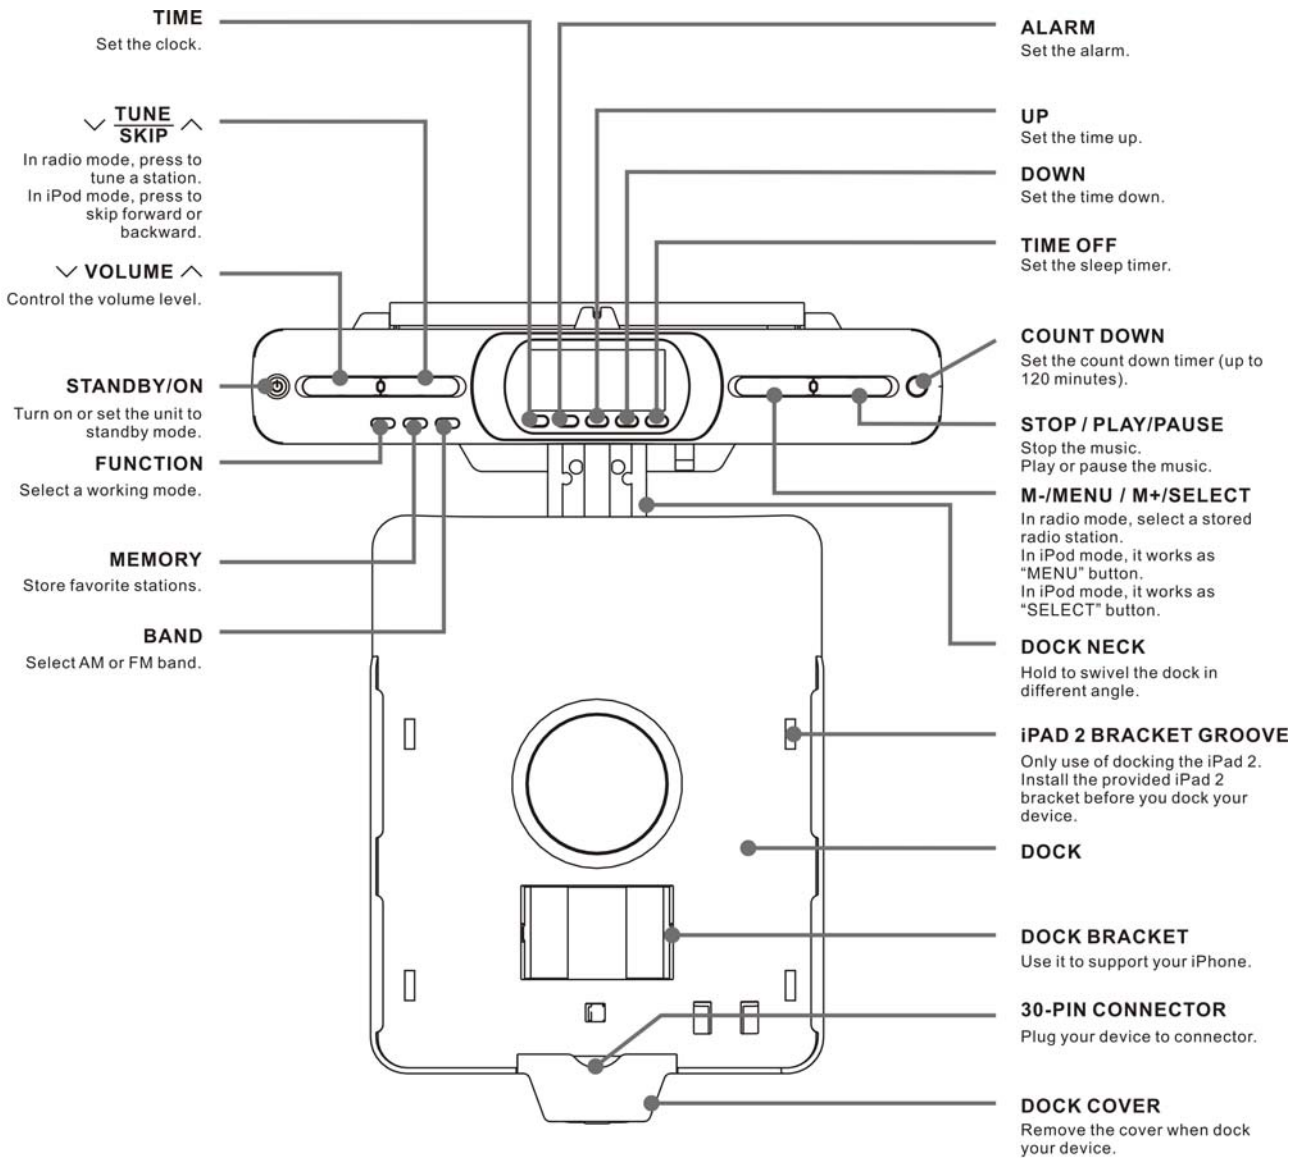 TIME
Set the clock.
TUNE
SKIP
In radio mode, press to
tune a station.
In iPod mode, press to
skip forward or
backward.
VOLUME
Control the volume level.
STANDBY/ON
Turn on or set the unit to
standby mode.
FUNCTION
Select a working mode.
MEMORY
Store favorite stations.
BAND
Select AM or FM band.
ALARM
Set the alarm.
UP
Set the time up.
DOWN
Set the time down.
TIME OFF
Set the sleep timer.
COUNT DOWN
Set the count down timer (up to
120 minutes).
STOP / PLAY/PAUSE
Stop the music.
Play or pause the music.
M-/MENU / M+/SELECT
In radio mode, select a stored
radio station.
In iPod mode, it works as
“MENU” button.
In iPod mode, it works as
“SELECT” button.
DOCK NECK
Hold to swivel the dock in
different angle.
iPAD 2 BRACKET GROOVE
Only use of docking the iPad 2.
Install the provided iPad 2
bracket before you dock your
device.
DOCK
DOCK BRACKET
Use it to support your iPhone.
30-PIN CONNECTOR
Plug your device to connector.
DOCK COVER
Remove the cover when dock
your device.